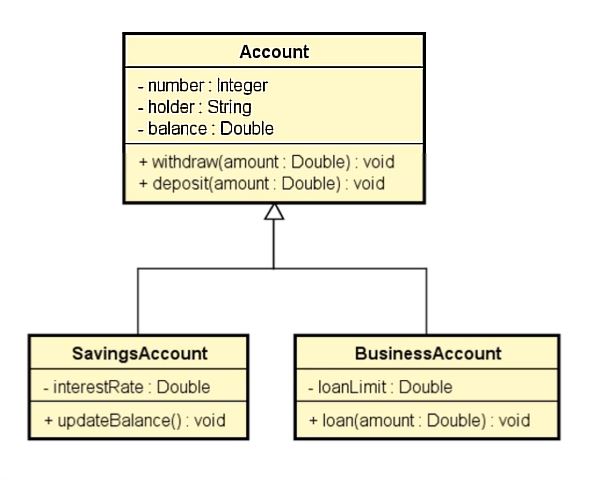 Account
- number : Integer
- holder : String
- balance : Double
+ withdraw(amount : Double) : void
+ deposit(amount : Double) : void
SavingsAccount
- interestRate : Double
+ updateBalance() : void
BusinessAccount
- loanLimit : Double
+ loan(amount : Double) : void